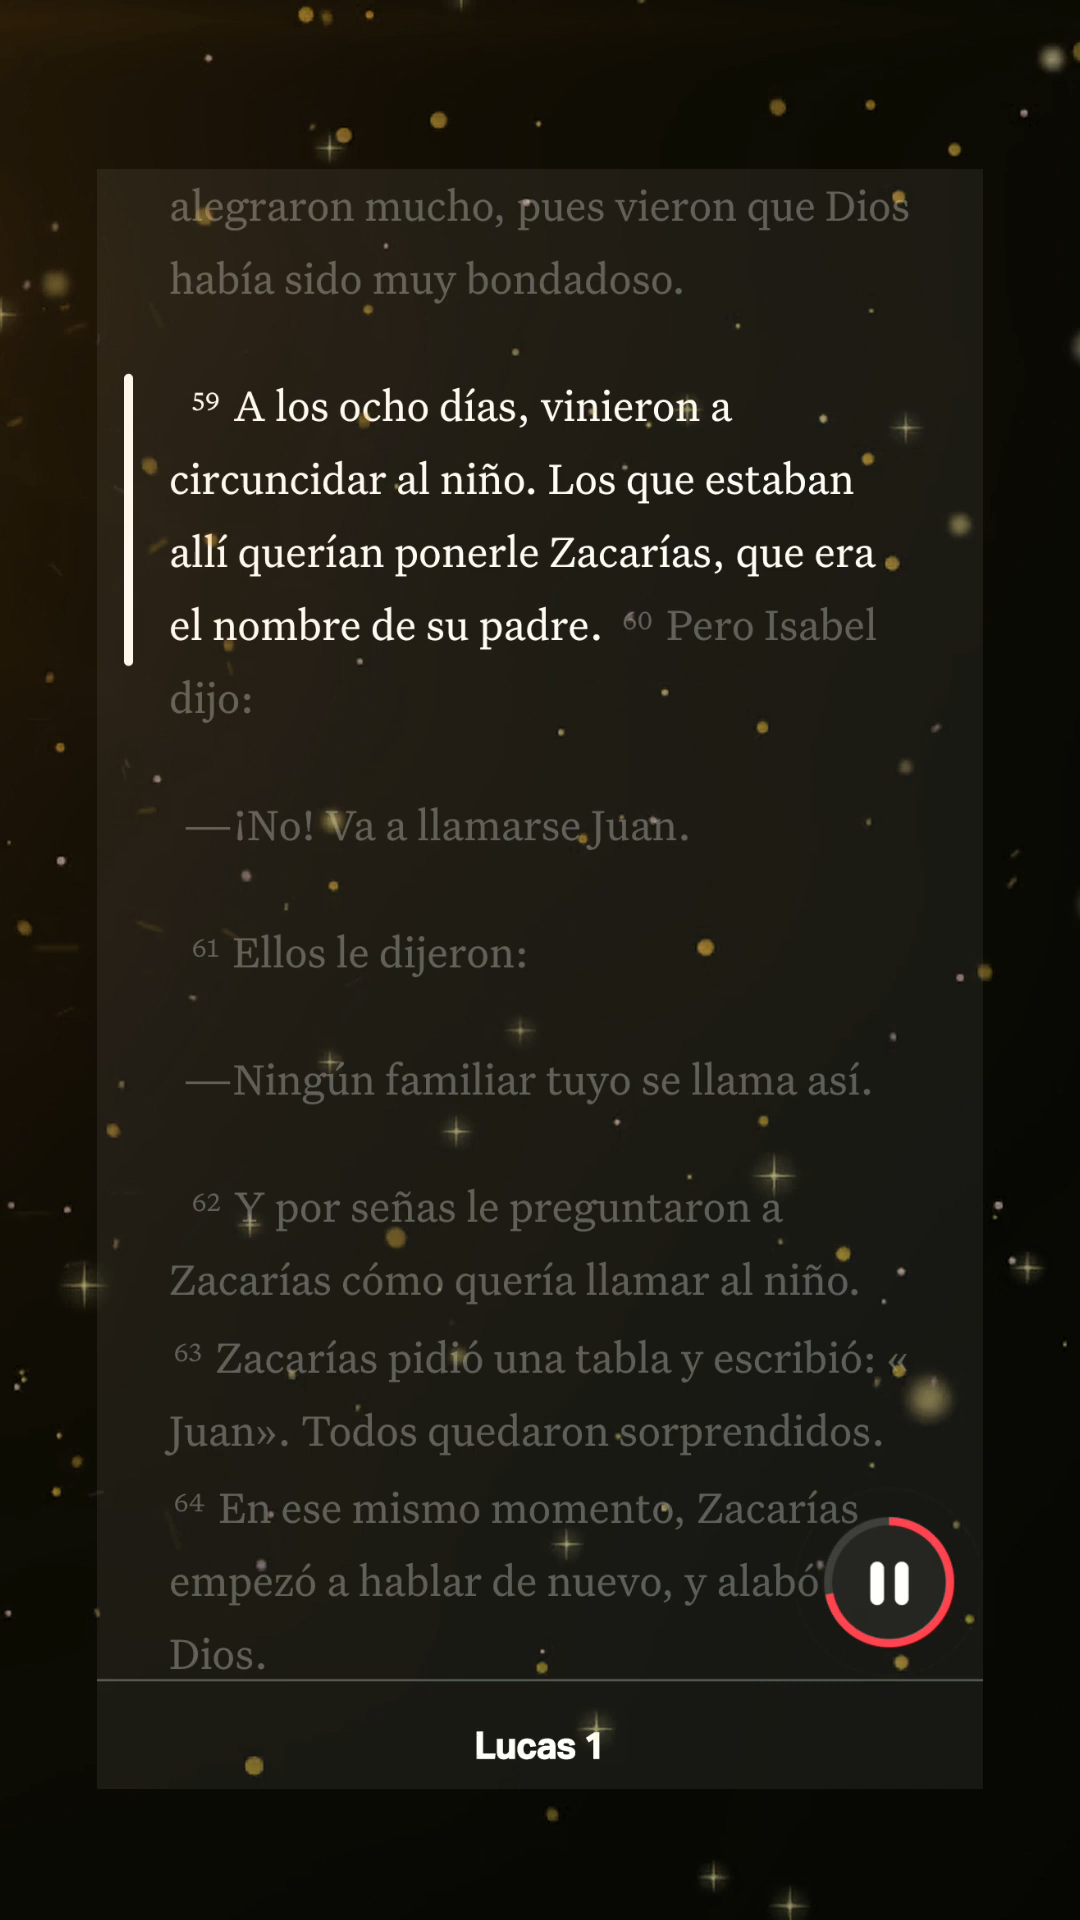 alegraron mucho, pues vieron que Dios
había sido muy bondadoso.
59 A los ocho días, vinieron a
circuncidar al niño. Los que estaban
allí querían ponerle Zacarías, que era
el nombre de su padre. 60 Pero Isabel
dijo:
—¡No! Va a llamarse Juan.
61 Ellos le dijeron:
—Ningún familiar tuyo se llama así.
62 Y por señas le preguntaron a
Zacarías cómo quería llamar al niño.
63 Zacarías pidió una tabla y escribió: «
Juan». Todos quedaron sorprendidos.
64 En ese mismo momento, Zacarías
empezó a hablar de nuevo, y alabó
Dios.
Lucas 1